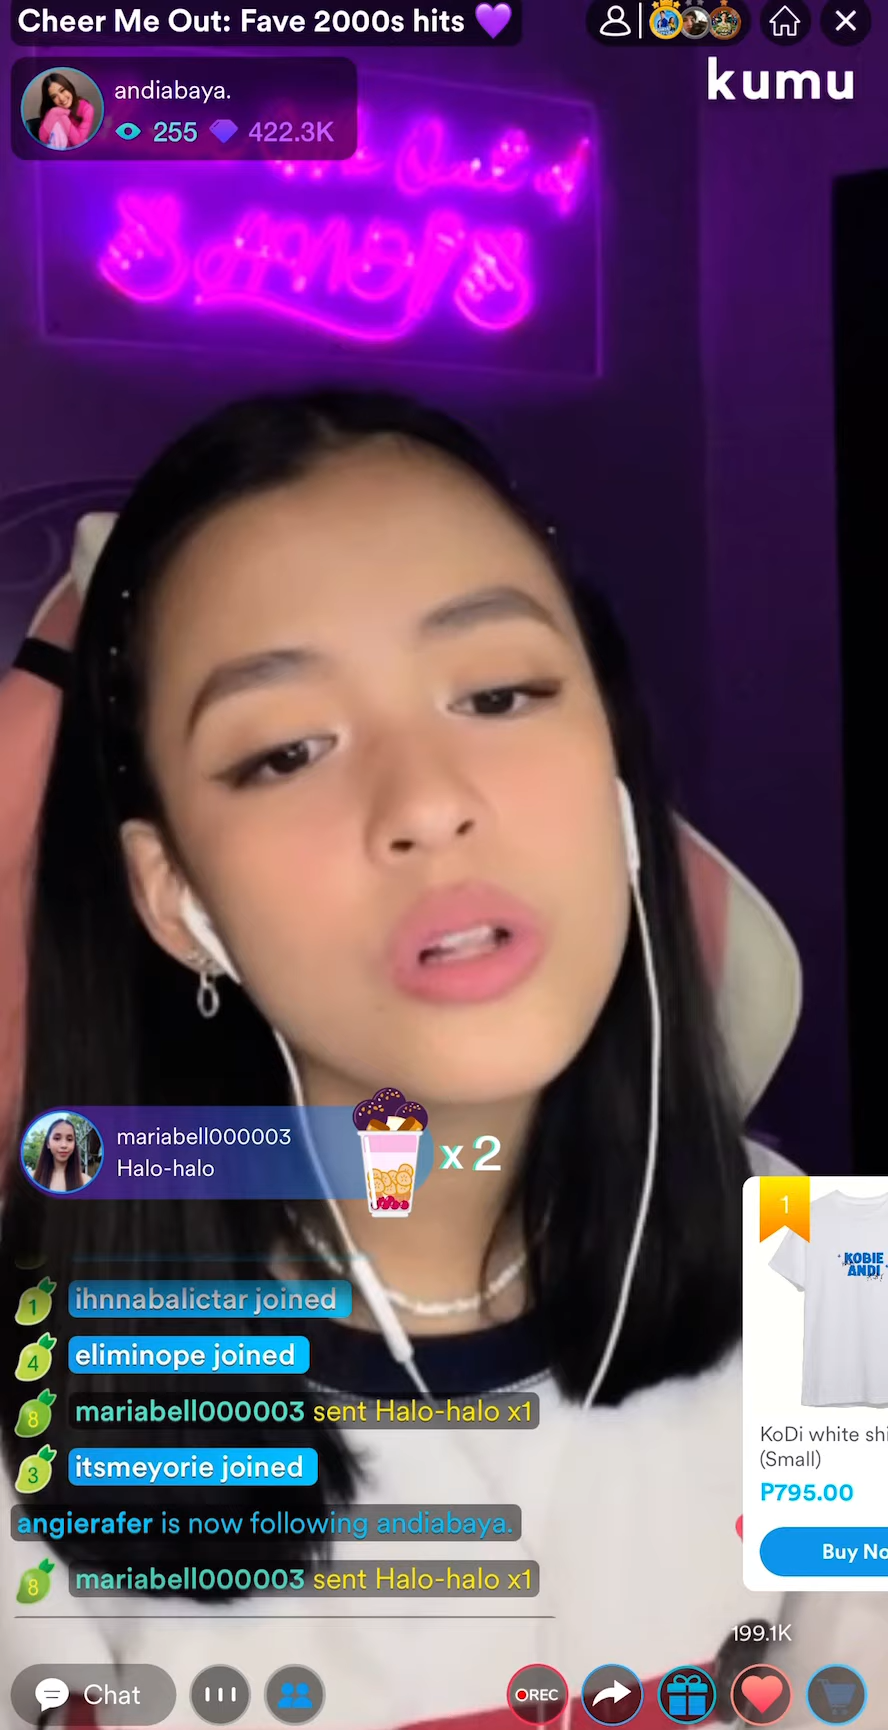 Cheer Me Out: Fave 2000s hits 💜
kumu
andiabaya.
255 422.3K
mariabell000003
Halo-halo
x 2
1 ihnnabalictar joined
4 eliminope joined
8 mariabell000003 sent Halo-halo x1
3 itsmeyorie joined
angierafer is now following andiabaya.
8 mariabell000003 sent Halo-halo x1
1
KOBIE
ANDI
KoDi white shi
(Small)
P795.00
Buy No
199.1K
Chat
REC